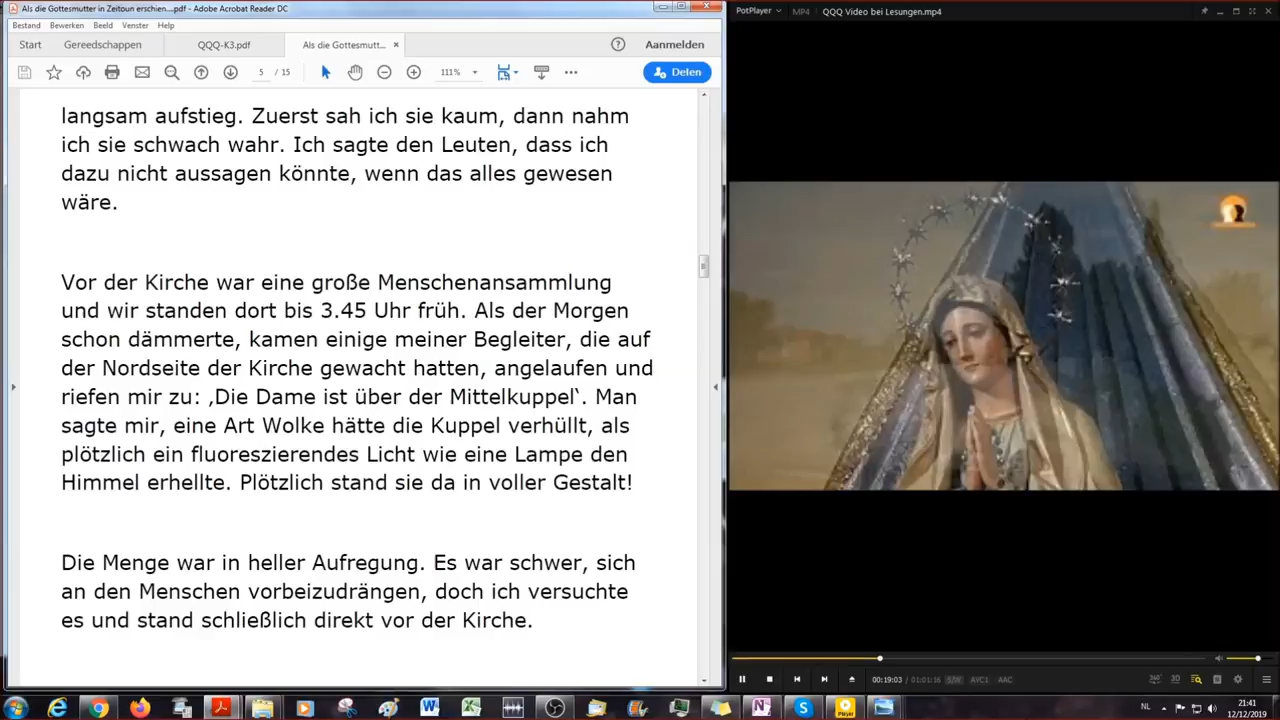 Als die Gottesmutter in Zeitoun erschien....pdf - Adobe Acrobat Reader DC
Bestand Bewerken Beeld Venster Help
Start Gereedschappen QQQ-K3.pdf Als die Gottesmutt... × Aanmelden
5 / 15 111% Delen
langsam aufstieg. Zuerst sah ich sie kaum, dann nahm
ich sie schwach wahr. Ich sagte den Leuten, dass ich
dazu nicht aussagen könnte, wenn das alles gewesen
wäre.
Vor der Kirche war eine große Menschenansammlung
und wir standen dort bis 3.45 Uhr früh. Als der Morgen
schon dämmerte, kamen einige meiner Begleiter, die auf
der Nordseite der Kirche gewacht hatten, angelaufen und
riefen mir zu: ‚Die Dame ist über der Mittelkuppel‘. Man
sagte mir, eine Art Wolke hätte die Kuppel verhüllt, als
plötzlich ein fluoreszierendes Licht wie eine Lampe den
Himmel erhellte. Plötzlich stand sie da in voller Gestalt!
Die Menge war in heller Aufregung. Es war schwer, sich
an den Menschen vorbeizudrängen, doch ich versuchte
es und stand schließlich direkt vor der Kirche.
PotPlayer MP4 QQQ Video bei Lesungen.mp4
00:19:03 / 01:01:16 S/W AVC1 AAC
360° 3D
NL 21:41
12/12/2019